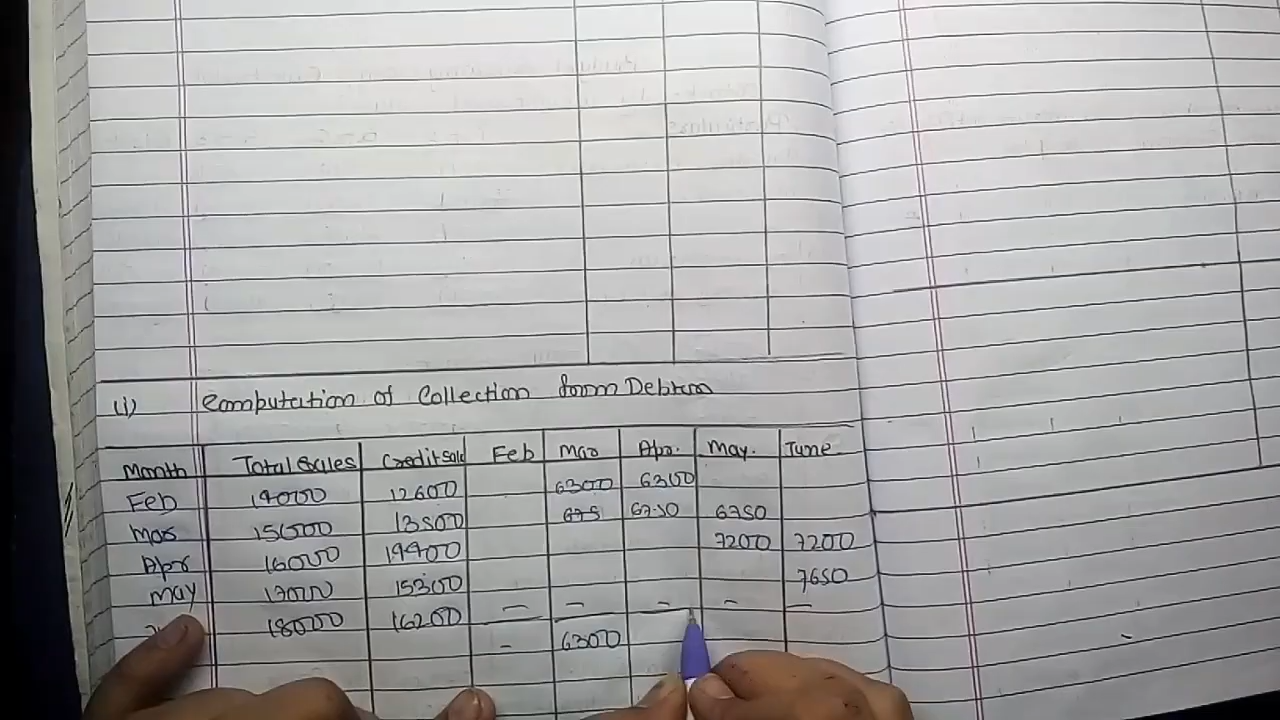 (i) Computation of Collection from Debtors
Month Total Sales Credit Sale Feb Mar Apr. May. June
Feb 14000 12600 6300 6300
Mar 15000 13500 6750 6750
Apr 16000 14400 7200 7200
May 17000 15300 7650
18000 16200 - - - - -
- 6300